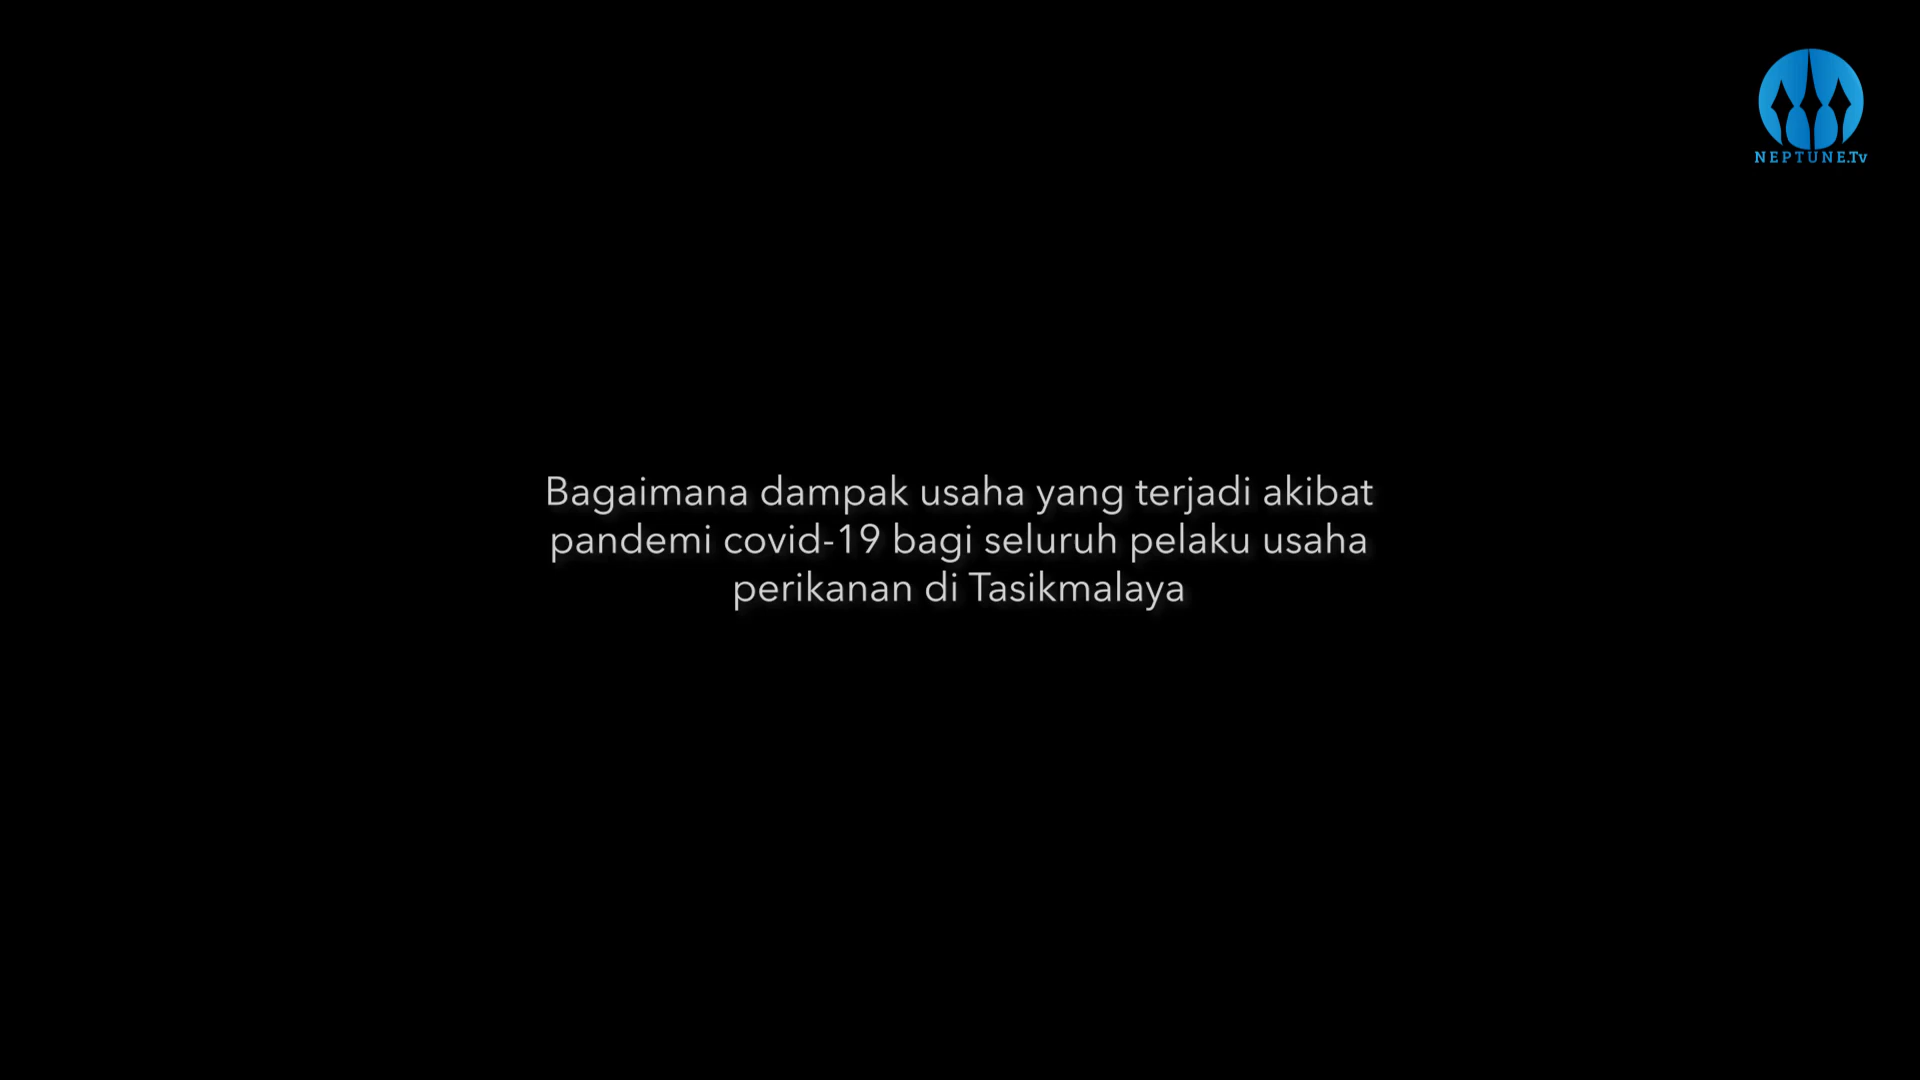 NEPTUNE.Tv
Bagaimana dampak usaha yang terjadi akibat
pandemi covid-19 bagi seluruh pelaku usaha
perikanan di Tasikmalaya